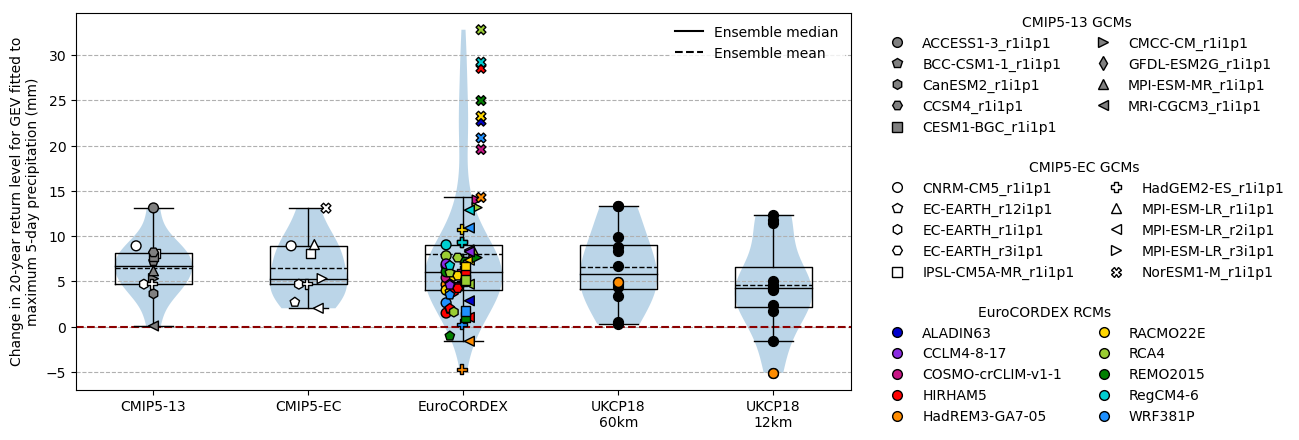 Change in 20-year return level for GEV fitted to
maximum 5-day precipitation (mm)
30
25
20
15
10
5
0
−5
Ensemble median
Ensemble mean
CMIP5-13
CMIP5-EC
EuroCORDEX
UKCP18
60km
UKCP18
12km
CMIP5-13 GCMs
ACCESS1-3_r1i1p1
BCC-CSM1-1_r1i1p1
CanESM2_r1i1p1
CCSM4_r1i1p1
CESM1-BGC_r1i1p1
CMCC-CM_r1i1p1
GFDL-ESM2G_r1i1p1
MPI-ESM-MR_r1i1p1
MRI-CGCM3_r1i1p1
CMIP5-EC GCMs
CNRM-CM5_r1i1p1
EC-EARTH_r12i1p1
EC-EARTH_r1i1p1
EC-EARTH_r3i1p1
IPSL-CM5A-MR_r1i1p1
HadGEM2-ES_r1i1p1
MPI-ESM-LR_r1i1p1
MPI-ESM-LR_r2i1p1
MPI-ESM-LR_r3i1p1
NorESM1-M_r1i1p1
EuroCORDEX RCMs
ALADIN63
CCLM4-8-17
COSMO-crCLIM-v1-1
HIRHAM5
HadREM3-GA7-05
RACMO22E
RCA4
REMO2015
RegCM4-6
WRF381P